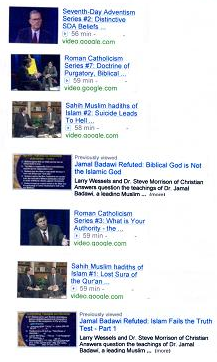 Seventh-Day Adventism
Series #2: Distinctive
SDA Beliefs ...
56 min -
video.google.com
Roman Catholicism
Series #7: Doctrine of
Purgatory, Biblical ...
59 min -
video.google.com
Sahih Muslim hadiths of
Islam #2: Suicide Leads
To Hell ...
58 min -
video.google.com
Previously viewed
Jamal Badawi Refuted: Biblical God is Not
the Islamic God
Larry Wessels and Dr. Steve Morrison of Christian
Answers question the teachings of Dr. Jamal
Badawi, a leading Muslim ... (more)
Roman Catholicism
Series #3: What is Your
Authority - the ...
59 min -
video.google.com
Sahih Muslim hadiths of
Islam #1: Lost Sura of
the Qur'an ...
59 min -
video.google.com
Previously viewed
Jamal Badawi Refuted: Islam Fails the Truth
Test - Part 1
Larry Wessels and Dr. Steve Morrison of Christian
Answers question the teachings of Dr. Jamal
Badawi, a leading Muslim ... (more)